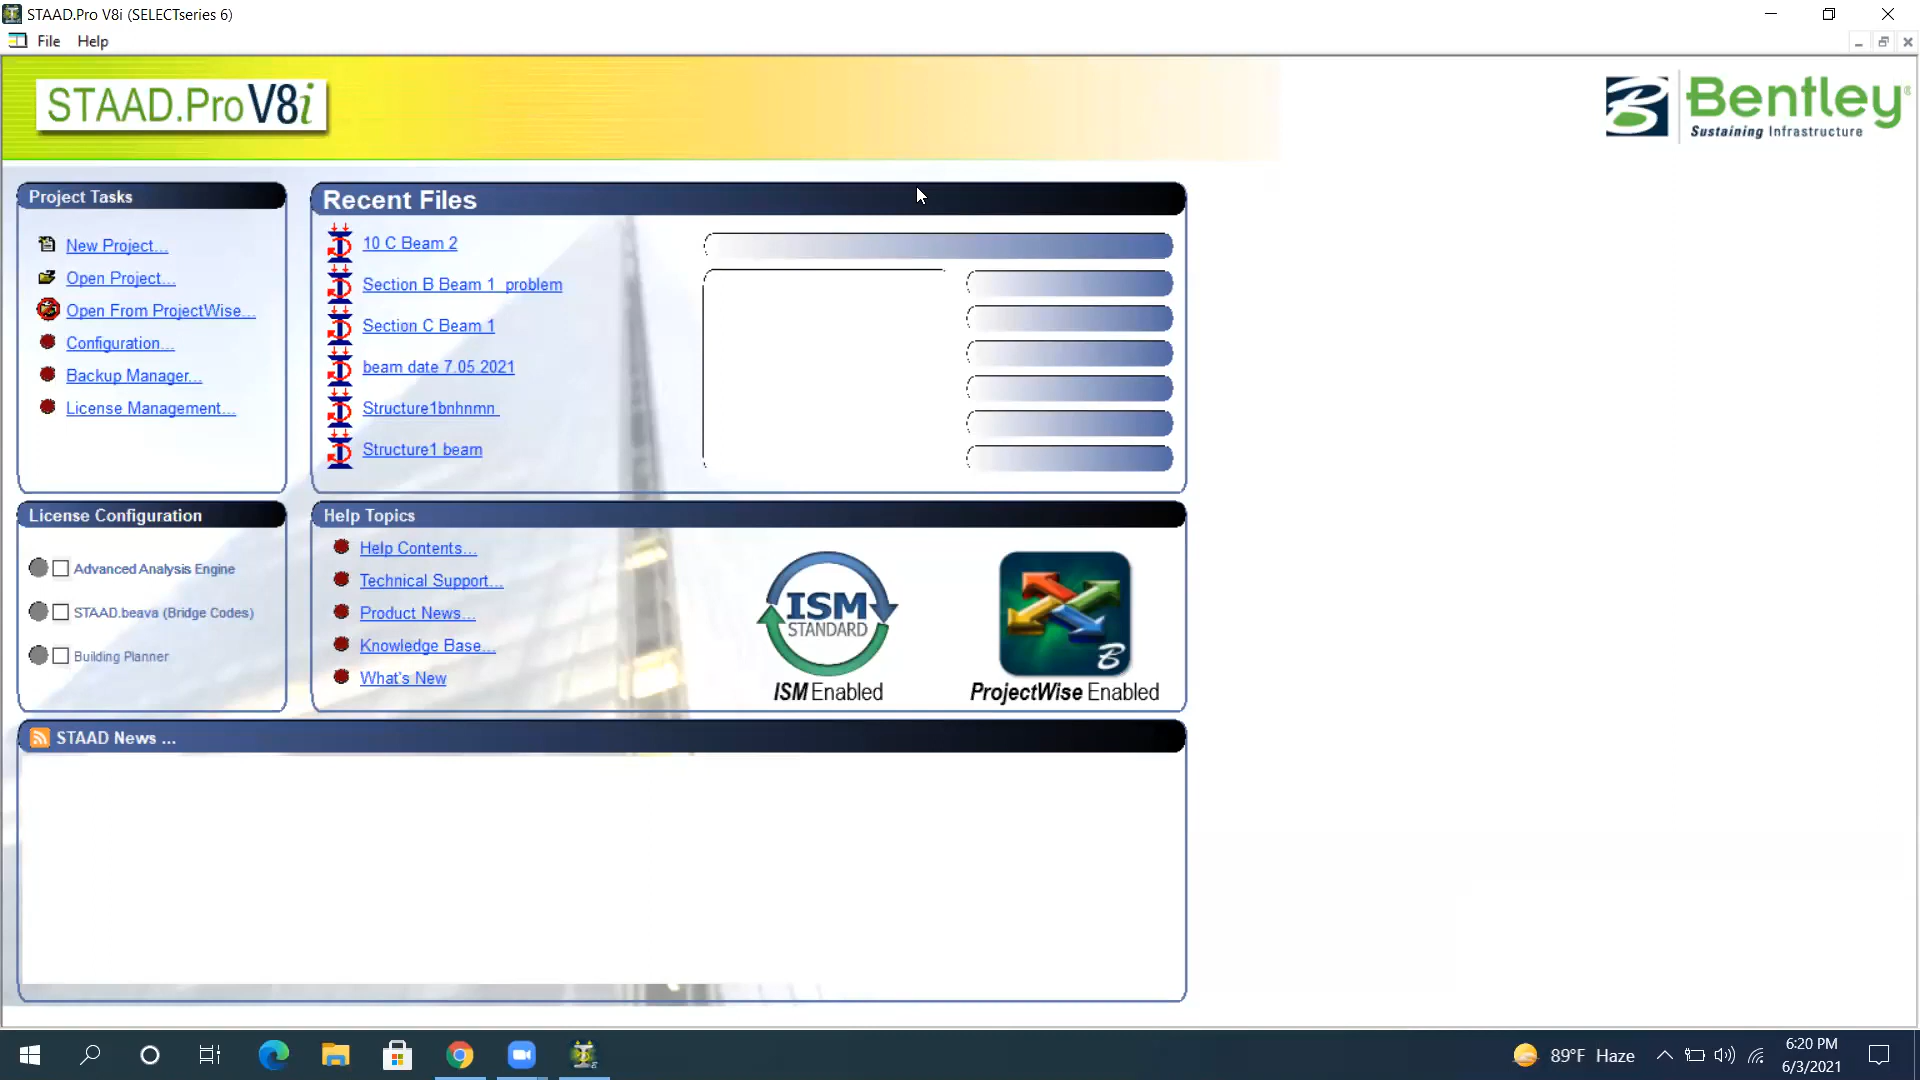 STAAD.Pro V8i (SELECTseries 6)
File Help
STAAD.Pro V8i
Bentley®
Sustaining Infrastructure
Project Tasks
New Project...
Open Project...
Open From ProjectWise...
Configuration...
Backup Manager...
License Management...
Recent Files
10 C Beam 2
Section B Beam 1_problem
Section C Beam 1
beam date 7.05 2021
Structure1bnhnmn
Structure1 beam
License Configuration
Advanced Analysis Engine
STAAD.beava (Bridge Codes)
Building Planner
Help Topics
Help Contents...
Technical Support...
Product News...
Knowledge Base...
What's New
ISM
STANDARD
ISM Enabled
B
ProjectWise Enabled
STAAD News ...
89°F Haze
6:20 PM
6/3/2021